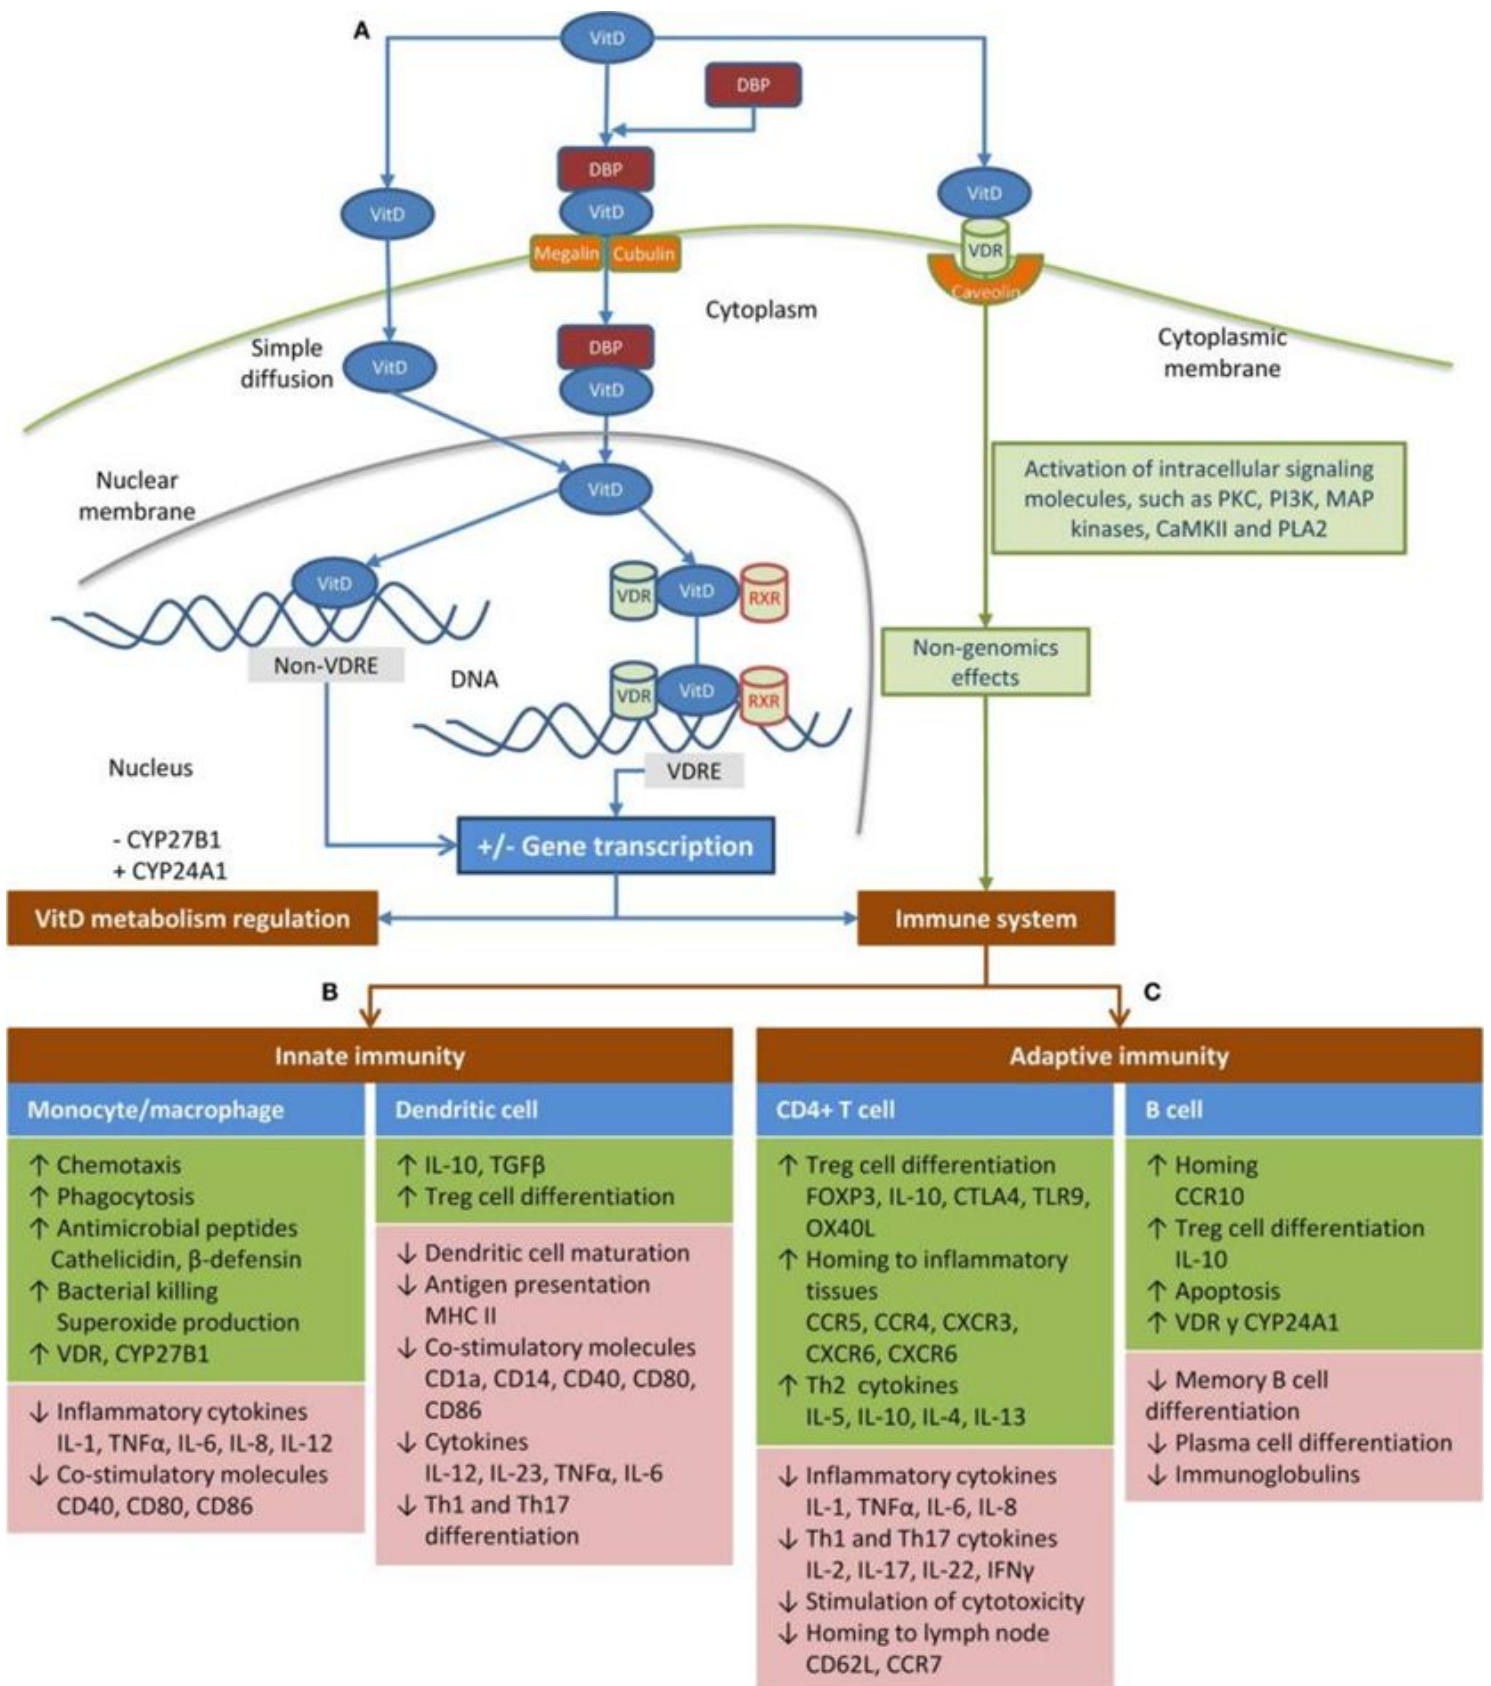 A
VitD
DBP
DBP
VitD
VitD
VitD
Megalin
Cubulin
VDR
Caveolin
Cytoplasm
Simple
diffusion
VitD
DBP
VitD
Cytoplasmic
membrane
Nuclear
membrane
VitD
Activation of intracellular signaling
molecules, such as PKC, PI3K, MAP
kinases, CaMKII and PLA2
VitD
VDR
VitD
RXR
Non-VDRE
DNA
VDR
VitD
RXR
Non-genomics
effects
Nucleus
VDRE
- CYP27B1
+ CYP24A1
+/- Gene transcription
VitD metabolism regulation
Immune system
B
C
Innate immunity
Monocyte/macrophage
↑ Chemotaxis
↑ Phagocytosis
↑ Antimicrobial peptides
Cathelicidin, β-defensin
↑ Bacterial killing
Superoxide production
↑ VDR, CYP27B1
↓ Inflammatory cytokines
IL-1, TNFα, IL-6, IL-8, IL-12
↓ Co-stimulatory molecules
CD40, CD80, CD86
Dendritic cell
↑ IL-10, TGFβ
↑ Treg cell differentiation
↓ Dendritic cell maturation
↓ Antigen presentation
MHC II
↓ Co-stimulatory molecules
CD1a, CD14, CD40, CD80,
CD86
↓ Cytokines
IL-12, IL-23, TNFα, IL-6
↓ Th1 and Th17
differentiation
Adaptive immunity
CD4+ T cell
↑ Treg cell differentiation
FOXP3, IL-10, CTLA4, TLR9,
OX40L
↑ Homing to inflammatory
tissues
CCR5, CCR4, CXCR3,
CXCR6, CXCR6
↑ Th2 cytokines
IL-5, IL-10, IL-4, IL-13
↓ Inflammatory cytokines
IL-1, TNFα, IL-6, IL-8
↓ Th1 and Th17 cytokines
IL-2, IL-17, IL-22, IFNγ
↓ Stimulation of cytotoxicity
↓ Homing to lymph node
CD62L, CCR7
B cell
↑ Homing
CCR10
↑ Treg cell differentiation
IL-10
↑ Apoptosis
↑ VDR y CYP24A1
↓ Memory B cell
differentiation
↓ Plasma cell differentiation
↓ Immunoglobulins